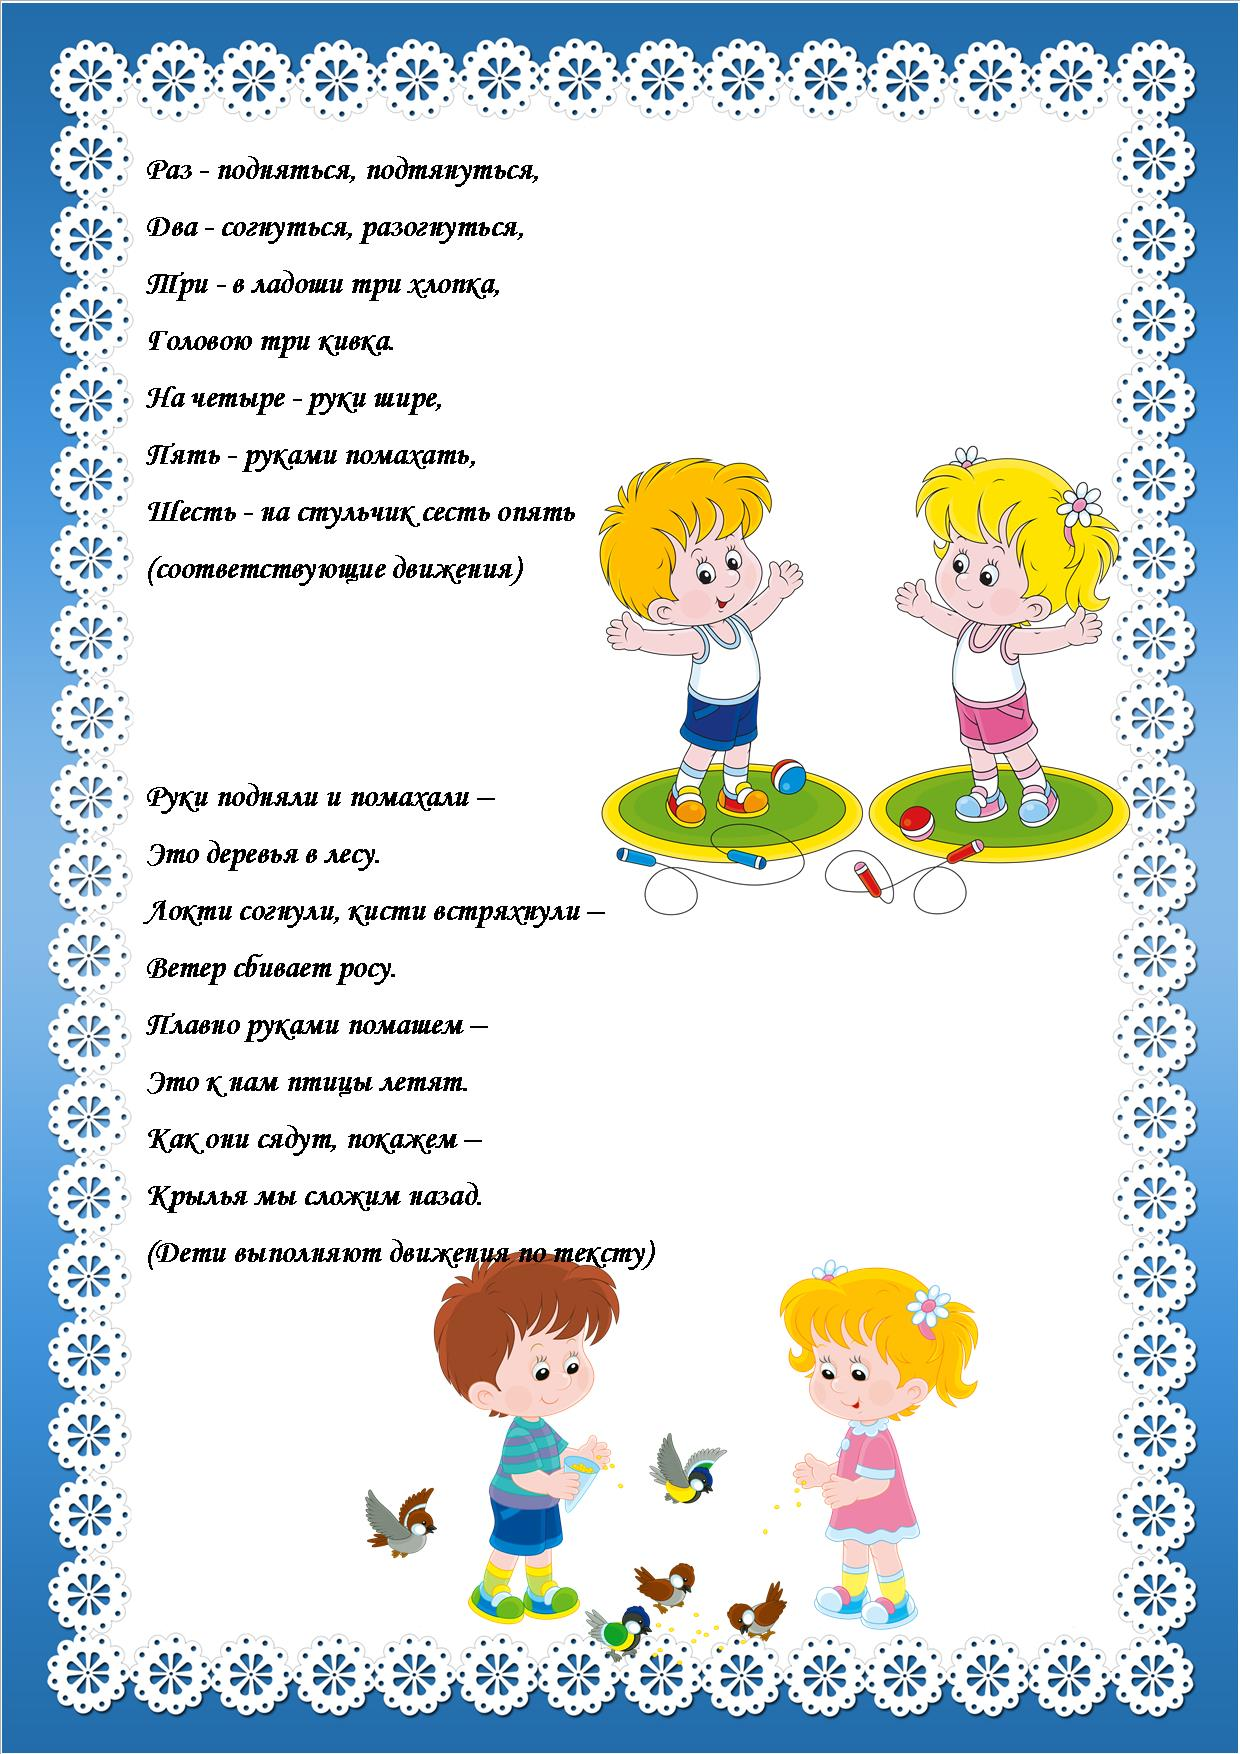 Раз - подняться, подтянуться,
Два - согнуться, разогнуться,
Три - в ладоши три хлопка,
Головою три кивка.
На четыре - руки шире,
Пять - руками помахать,
Шесть - на стульчик сесть опять
(соответствующие движения)
Руки подняли и помахали –
Это деревья в лесу.
Локти согнули, кисти встряхнули –
Ветер сбивает росу.
Плавно руками помашем –
Это к нам птицы летят.
Как они сядут, покажем –
Крылья мы сложим назад.
(Дети выполняют движения по тексту)